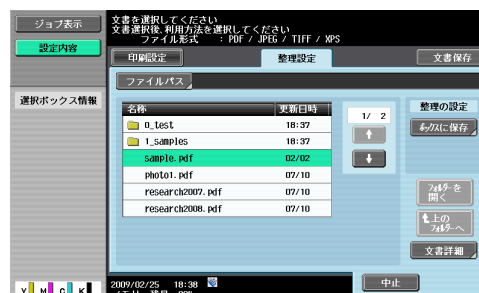 ジョブ表示
設定内容
選択ボックス情報
文書を選択してください
文書選択後、利用方法を選択してください
ファイル形式 : PDF / JPEG / TIFF / XPS
印刷設定
整理設定
文書保存
ファイルパス
名称 更新日時
0_test 18:37
1_samples 18:37
sample.pdf 02/02
photo1.pdf 07/10
research2007.pdf 07/10
research2008.pdf 07/10
1/ 2
整理の設定
ﾎﾞｯｸｽに保存
ﾌｫﾙﾀﾞｰを
開く
上の
ﾌｫﾙﾀﾞｰへ
文書詳細
Y M C K
2009/02/25 18:38
中止